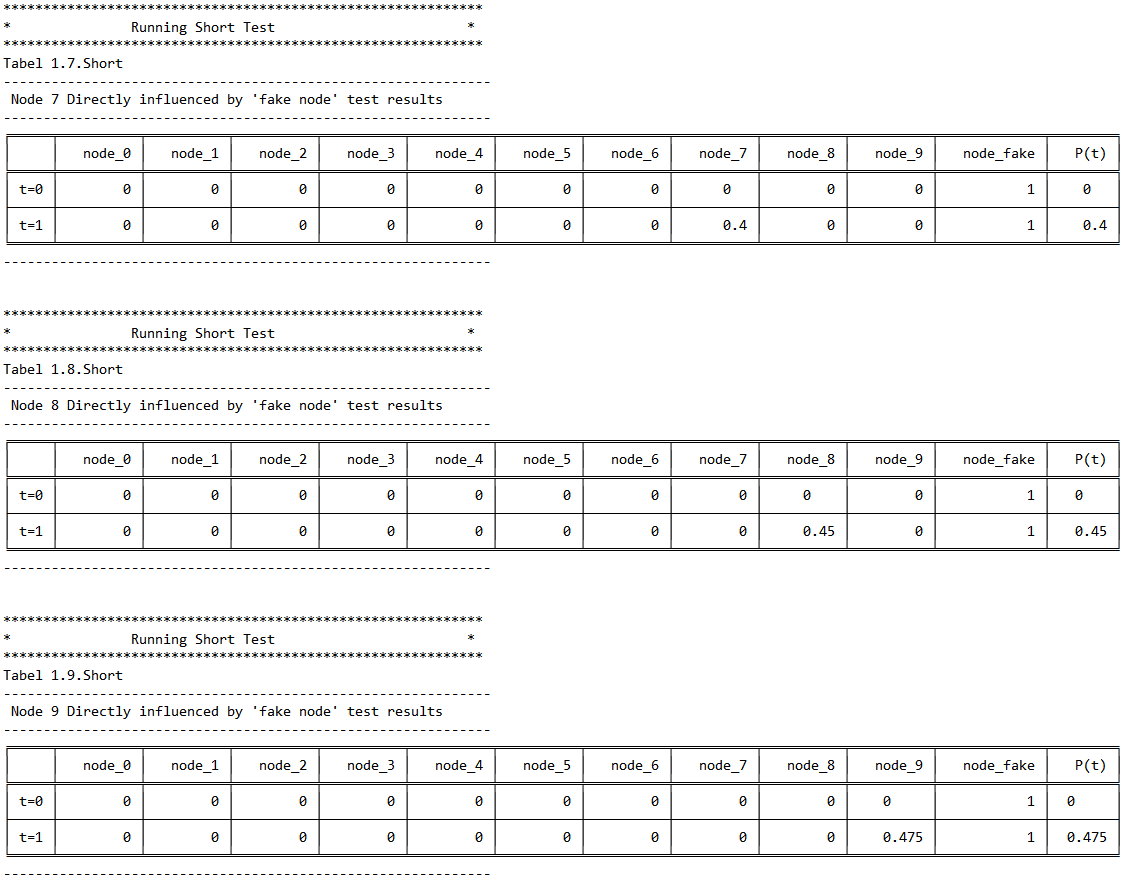 ************************************************************
*               Running Short Test                        *
************************************************************
Tabel 1.7.Short
-------------------------------------------------------------
 Node 7 Directly influenced by 'fake node' test results
-------------------------------------------------------------
node_0 node_1 node_2 node_3 node_4 node_5 node_6 node_7 node_8 node_9 node_fake P(t)
t=0 0 0 0 0 0 0 0 0 0 0 1 0
t=1 0 0 0 0 0 0 0 0.4 0 0 1 0.4
-------------------------------------------------------------
************************************************************
*               Running Short Test                        *
************************************************************
Tabel 1.8.Short
-------------------------------------------------------------
 Node 8 Directly influenced by 'fake node' test results
-------------------------------------------------------------
node_0 node_1 node_2 node_3 node_4 node_5 node_6 node_7 node_8 node_9 node_fake P(t)
t=0 0 0 0 0 0 0 0 0 0 0 1 0
t=1 0 0 0 0 0 0 0 0 0.45 0 1 0.45
-------------------------------------------------------------
************************************************************
*               Running Short Test                        *
************************************************************
Tabel 1.9.Short
-------------------------------------------------------------
 Node 9 Directly influenced by 'fake node' test results
-------------------------------------------------------------
node_0 node_1 node_2 node_3 node_4 node_5 node_6 node_7 node_8 node_9 node_fake P(t)
t=0 0 0 0 0 0 0 0 0 0 0 1 0
t=1 0 0 0 0 0 0 0 0 0 0.475 1 0.475
-------------------------------------------------------------